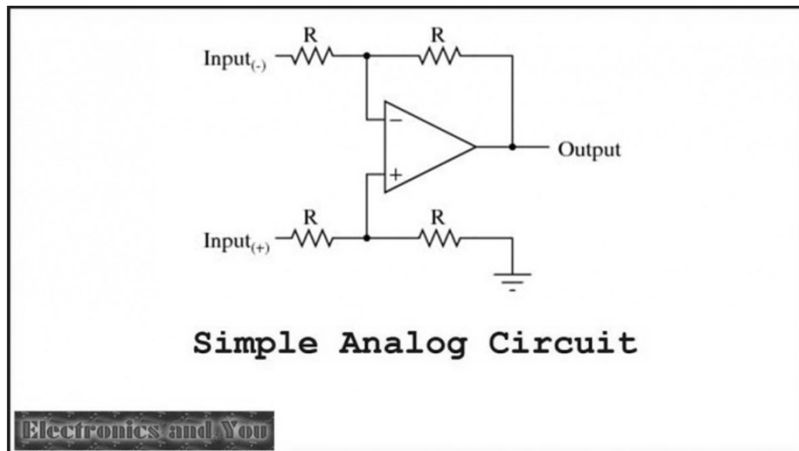 R R
Input(-)
−
Output
+
R R
Input(+)
Simple Analog Circuit
Electronics and You